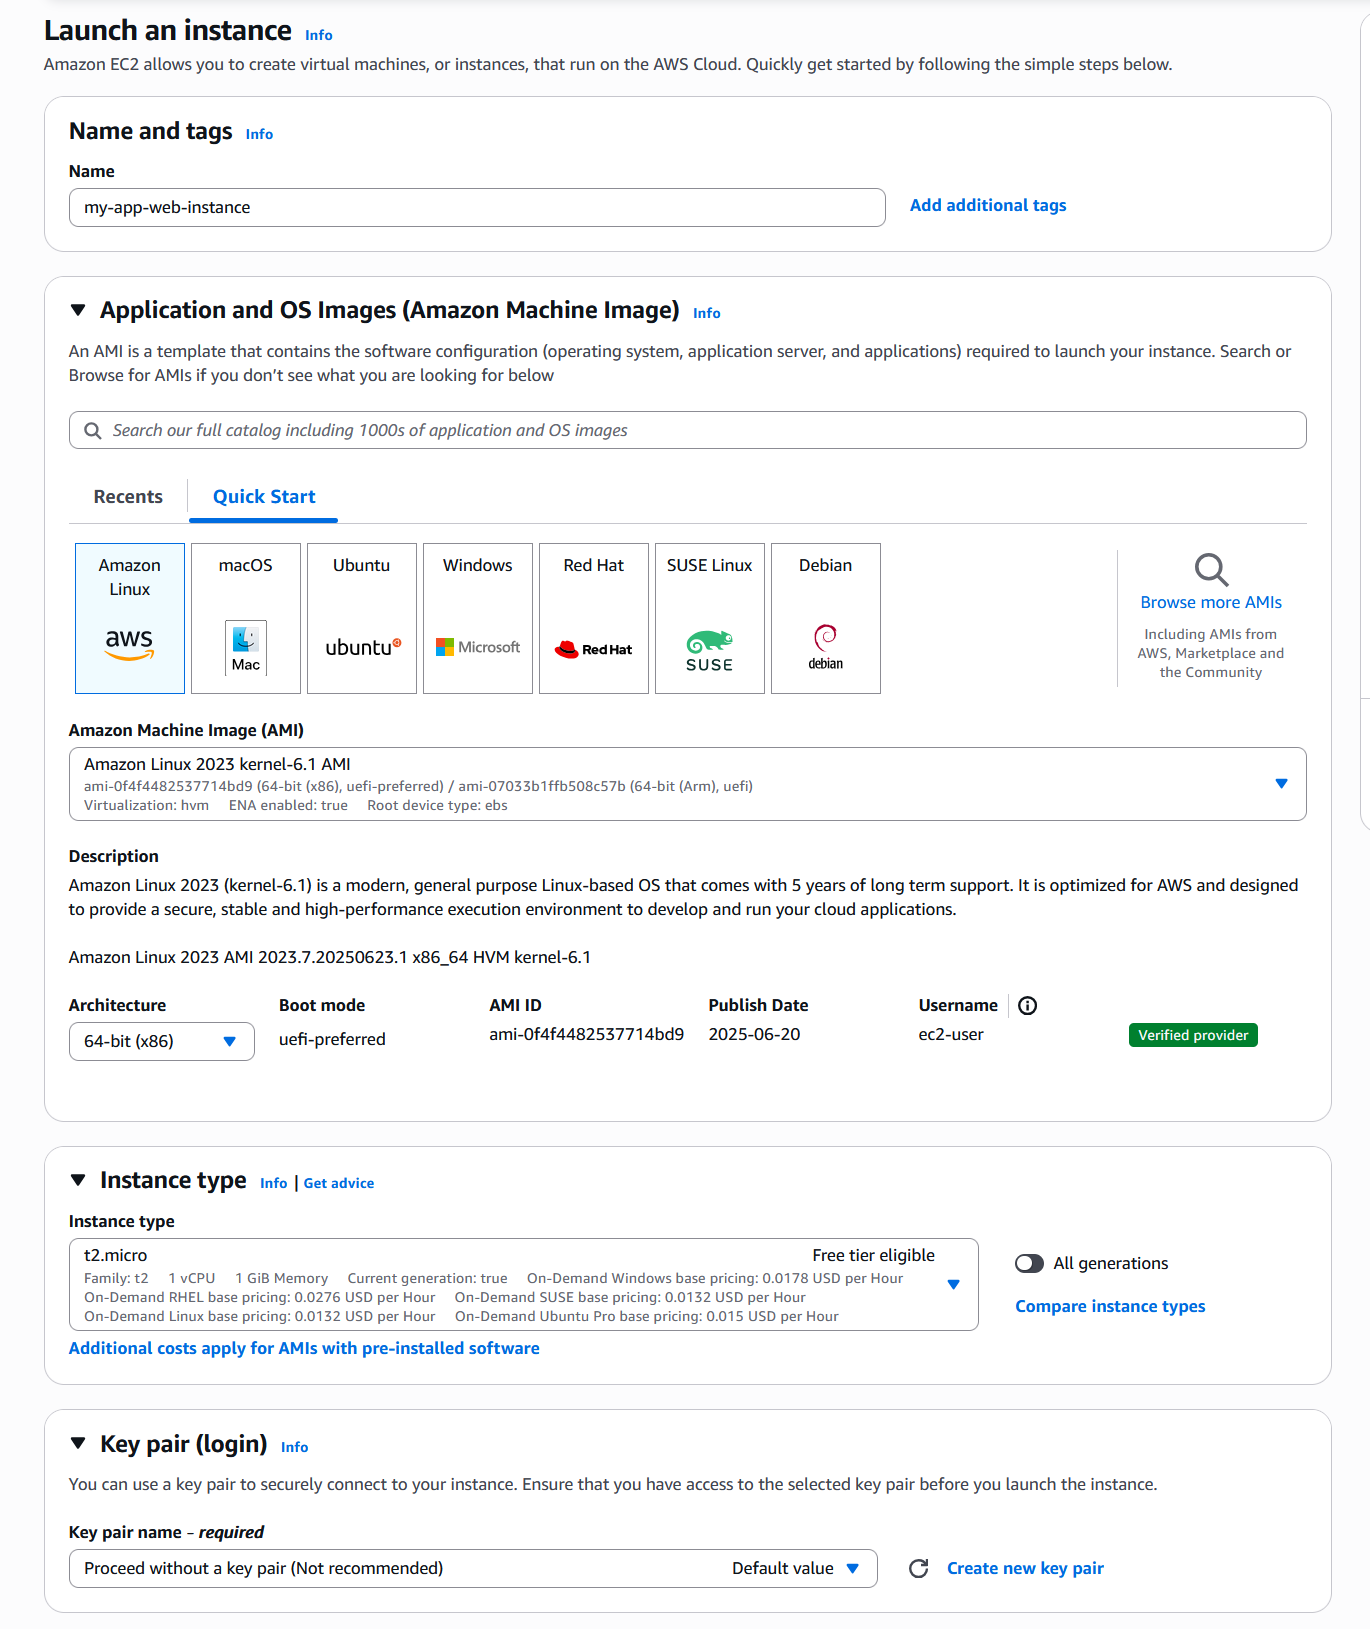 Launch an instance Info
Amazon EC2 allows you to create virtual machines, or instances, that run on the AWS Cloud. Quickly get started by following the simple steps below.
Name and tags Info
Name
my-app-web-instance
Add additional tags
Application and OS Images (Amazon Machine Image) Info
An AMI is a template that contains the software configuration (operating system, application server, and applications) required to launch your instance. Search or
Browse for AMIs if you don’t see what you are looking for below
Search our full catalog including 1000s of application and OS images
Recents
Quick Start
Amazon
Linux
aws
macOS
Mac
Ubuntu
ubuntu
Windows
Microsoft
Red Hat
Red Hat
SUSE Linux
SUSE
Debian
debian
Browse more AMIs
Including AMIs from
AWS, Marketplace and
the Community
Amazon Machine Image (AMI)
Amazon Linux 2023 kernel-6.1 AMI
ami-0f4f4482537714bd9 (64-bit (x86), uefi-preferred) / ami-07033b1ffb508c57b (64-bit (Arm), uefi)
Virtualization: hvm ENA enabled: true Root device type: ebs
Description
Amazon Linux 2023 (kernel-6.1) is a modern, general purpose Linux-based OS that comes with 5 years of long term support. It is optimized for AWS and designed
to provide a secure, stable and high-performance execution environment to develop and run your cloud applications.
Amazon Linux 2023 AMI 2023.7.20250623.1 x86_64 HVM kernel-6.1
Architecture Boot mode AMI ID Publish Date Username
64-bit (x86) uefi-preferred ami-0f4f4482537714bd9 2025-06-20 ec2-user Verified provider
Instance type Info | Get advice
Instance type
t2.micro Free tier eligible
Family: t2 1 vCPU 1 GiB Memory Current generation: true On-Demand Windows base pricing: 0.0178 USD per Hour
On-Demand RHEL base pricing: 0.0276 USD per Hour On-Demand SUSE base pricing: 0.0132 USD per Hour
On-Demand Linux base pricing: 0.0132 USD per Hour On-Demand Ubuntu Pro base pricing: 0.015 USD per Hour
All generations
Compare instance types
Additional costs apply for AMIs with pre-installed software
Key pair (login) Info
You can use a key pair to securely connect to your instance. Ensure that you have access to the selected key pair before you launch the instance.
Key pair name - required
Proceed without a key pair (Not recommended) Default value
Create new key pair